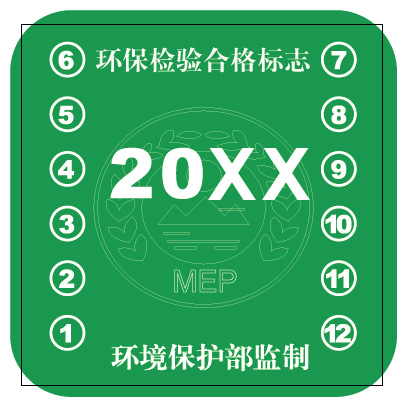 ⑥ 环保检验合格标志 ⑦
⑤ ⑧
④ 20XX ⑨
③ ⑩
② MEP ⑪
① ⑫
环境保护部监制